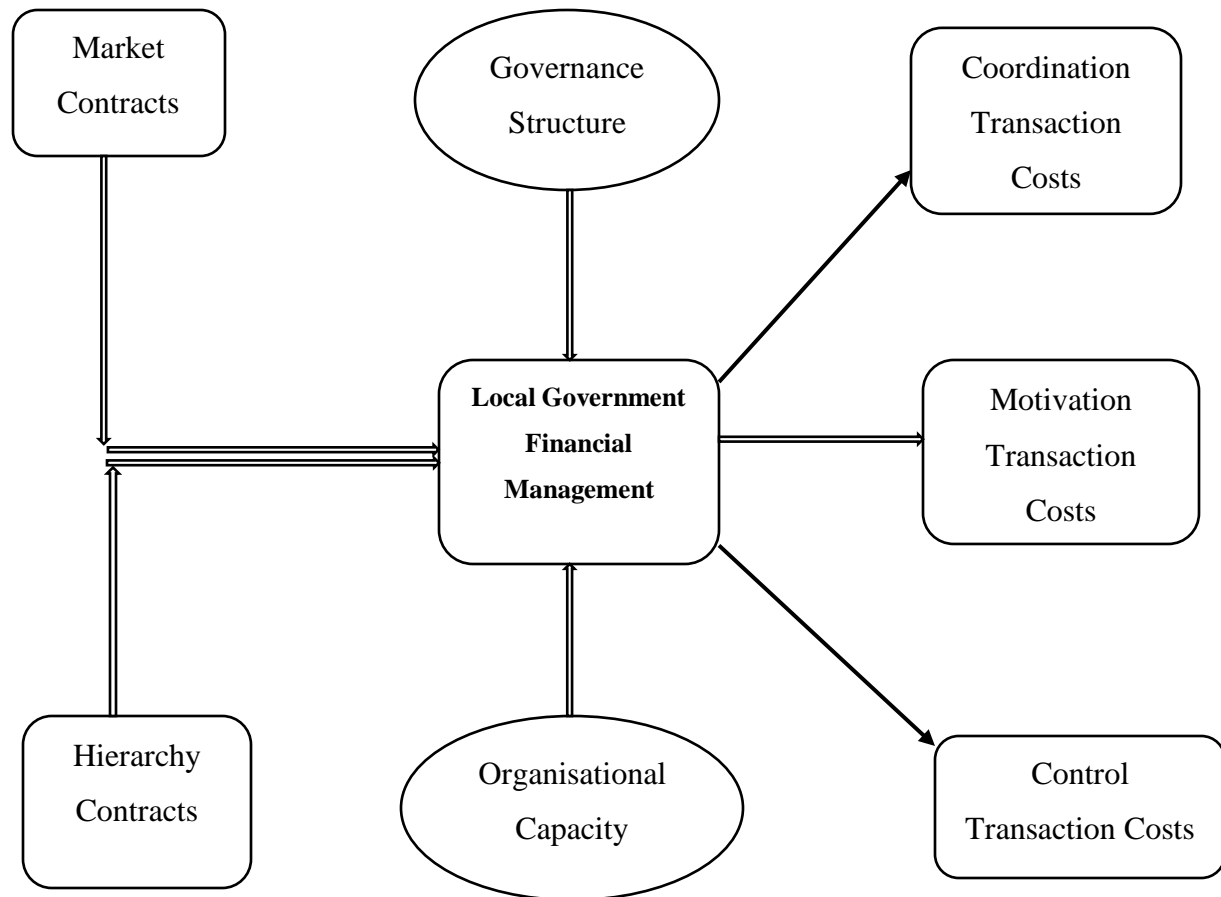 Market
Contracts
Governance
Structure
Coordination
Transaction
Costs
Local Government
Financial
Management
Motivation
Transaction
Costs
Hierarchy
Contracts
Organisational
Capacity
Control
Transaction Costs